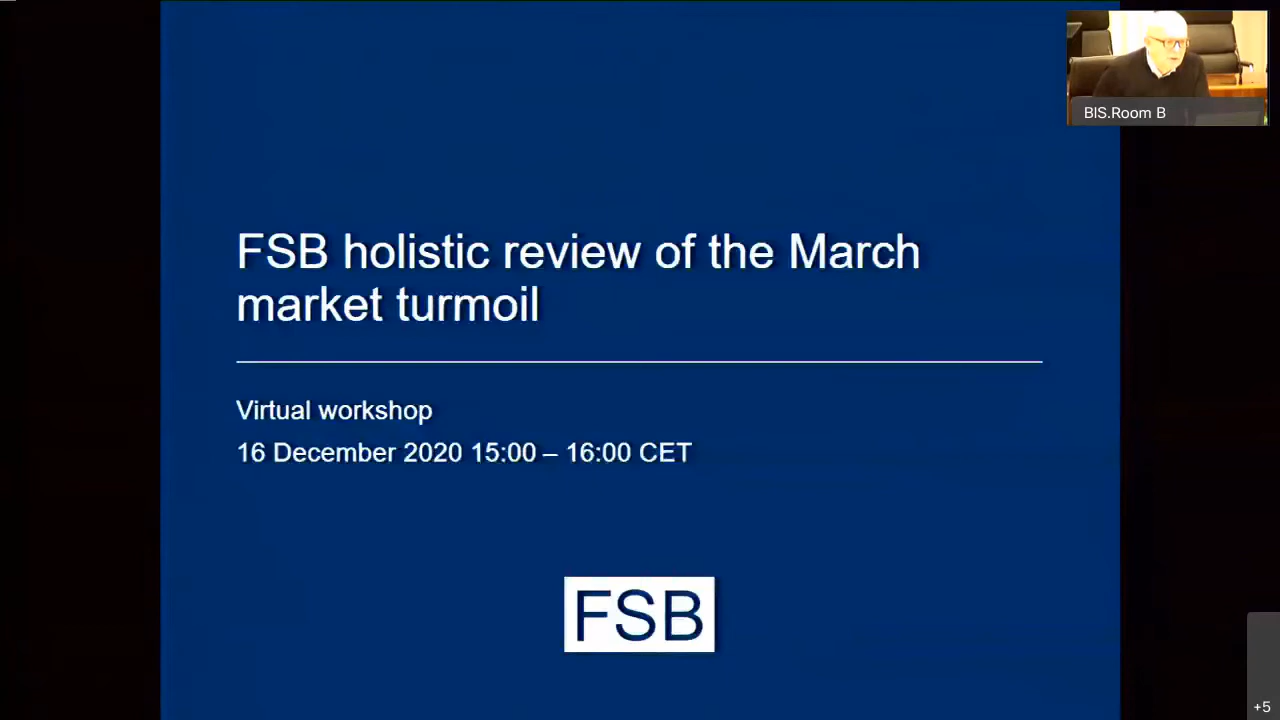 BIS.Room B
FSB holistic review of the March
market turmoil
Virtual workshop
16 December 2020 15:00 – 16:00 CET
FSB
+5